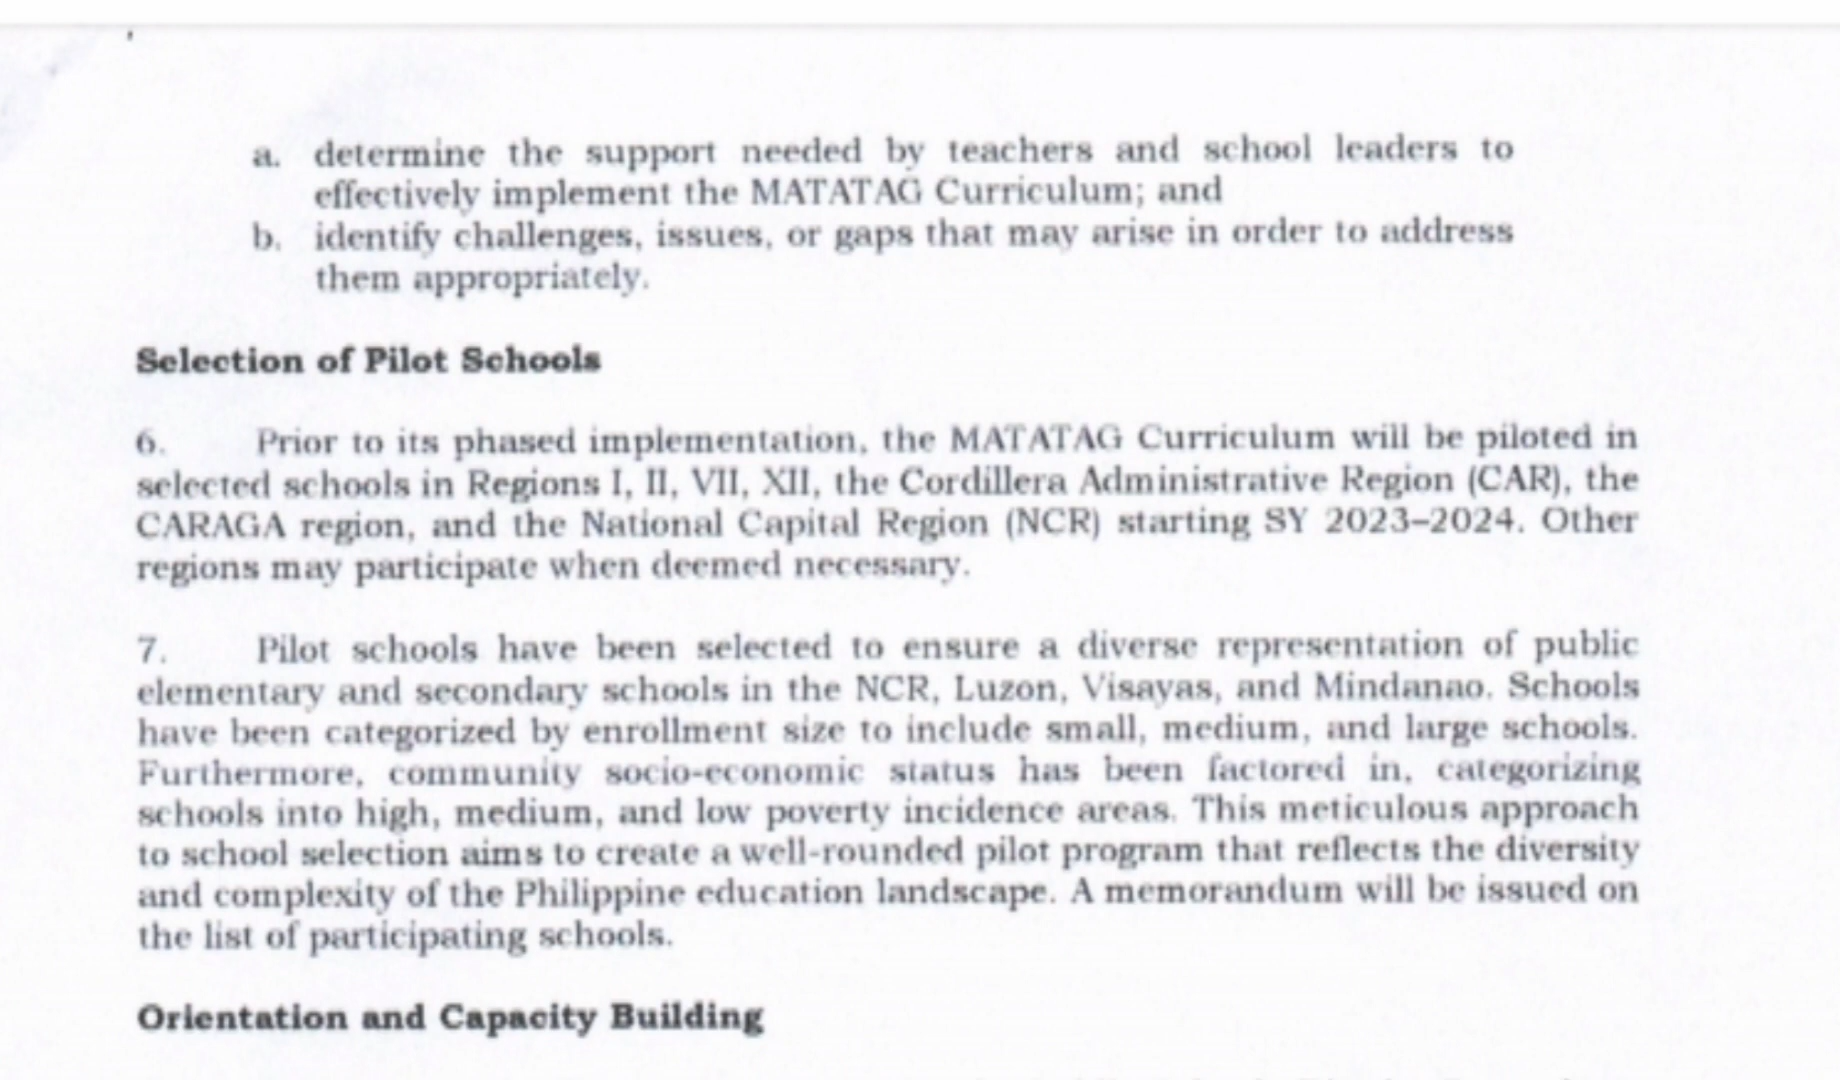 a. determine the support needed by teachers and school leaders to
effectively implement the MATATAG Curriculum; and
b. identify challenges, issues, or gaps that may arise in order to address
them appropriately.
Selection of Pilot Schools
6. Prior to its phased implementation, the MATATAG Curriculum will be piloted in
selected schools in Regions I, II, VII, XII, the Cordillera Administrative Region (CAR), the
CARAGA region, and the National Capital Region (NCR) starting SY 2023–2024. Other
regions may participate when deemed necessary.
7. Pilot schools have been selected to ensure a diverse representation of public
elementary and secondary schools in the NCR, Luzon, Visayas, and Mindanao. Schools
have been categorized by enrollment size to include small, medium, and large schools.
Furthermore, community socio-economic status has been factored in, categorizing
schools into high, medium, and low poverty incidence areas. This meticulous approach
to school selection aims to create a well-rounded pilot program that reflects the diversity
and complexity of the Philippine education landscape. A memorandum will be issued on
the list of participating schools.
Orientation and Capacity Building